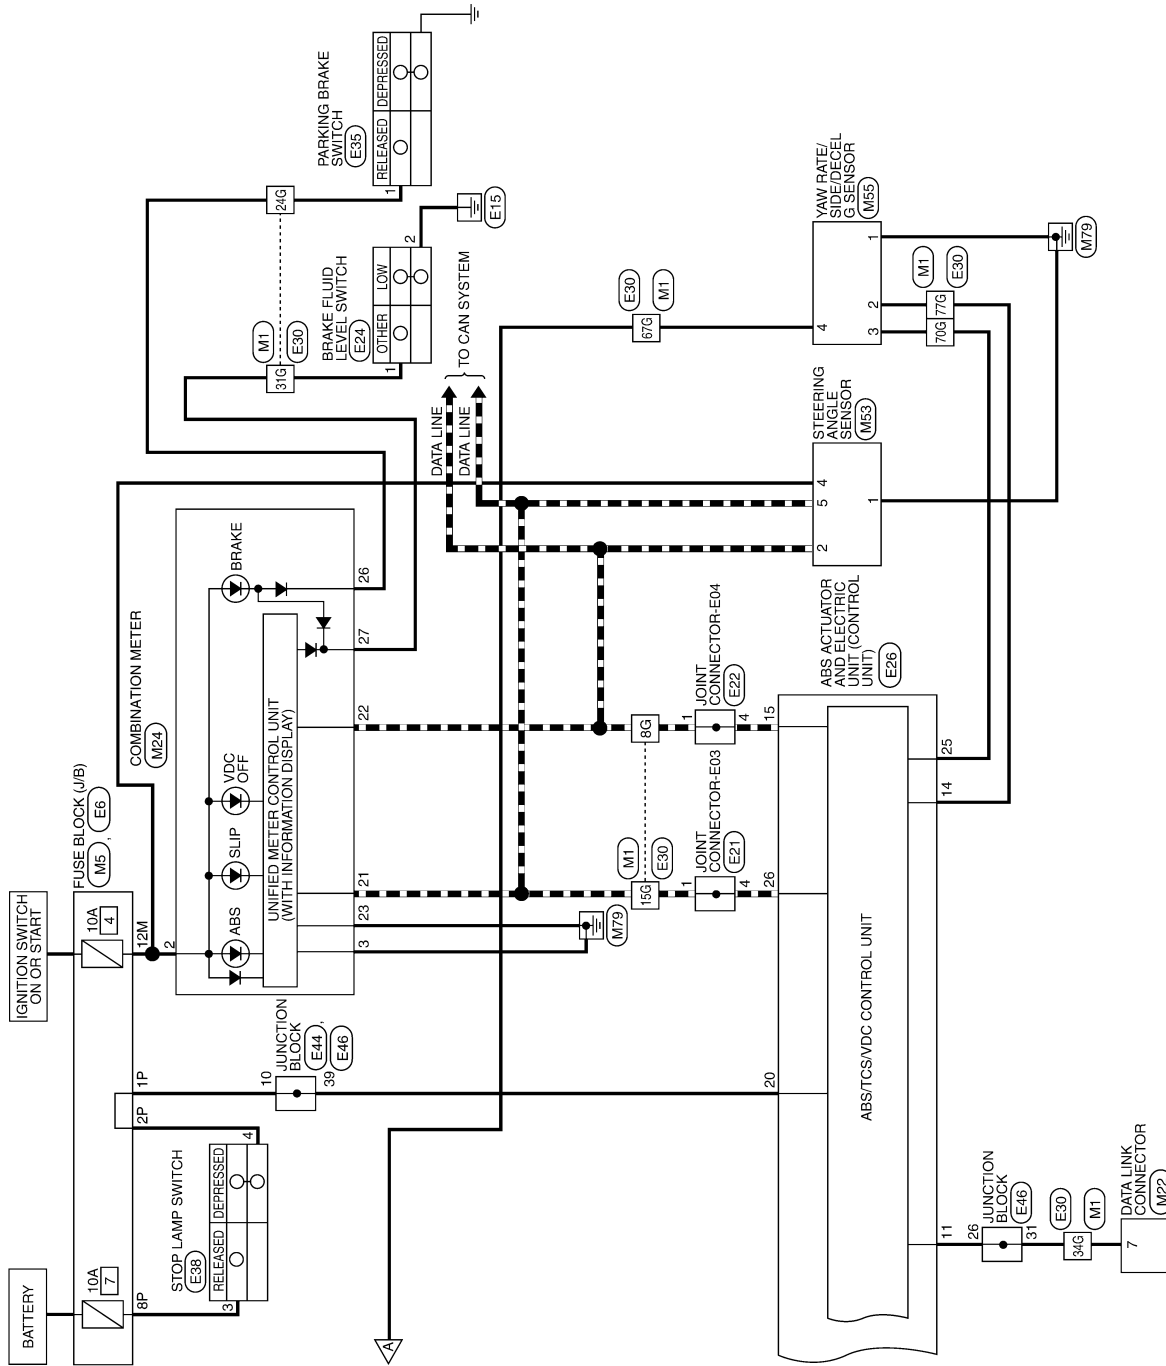 BATTERY
IGNITION SWITCH
ON OR START
FUSE BLOCK (J/B)
M5 , E6
10A
7
10A
4
8P
2P
1P
12M
STOP LAMP SWITCH
E38
RELEASED DEPRESSED
3
4
JUNCTION
BLOCK
E44 ,
E46
10
39
COMBINATION METER
M24
2
ABS
SLIP
VDC
OFF
BRAKE
UNIFIED METER CONTROL UNIT
(WITH INFORMATION DISPLAY)
3
23
21
22
27
26
M79
PARKING BRAKE
SWITCH
E35
RELEASED DEPRESSED
1
24G
31G
M1
E30
BRAKE FLUID
LEVEL SWITCH
E24
OTHER LOW
1
2
E15
DATA LINE
DATA LINE
TO CAN SYSTEM
A
M1
E30
15G
8G
1
4
JOINT
CONNECTOR-E03
E21
1
4
JOINT
CONNECTOR-E04
E22
E30
M1
67G
STEERING
ANGLE
SENSOR
M53
2
5
4
1
YAW RATE/
SIDE/DECEL
G SENSOR
M55
4
3
2
1
70G
77G
M1
E30
M79
ABS ACTUATOR
AND ELECTRIC
UNIT (CONTROL
UNIT)
E26
20
26
15
ABS/TCS/VDC CONTROL UNIT
11
14
25
26
31
JUNCTION
BLOCK
E46
34G
E30
M1
7
DATA LINK
CONNECTOR
M22